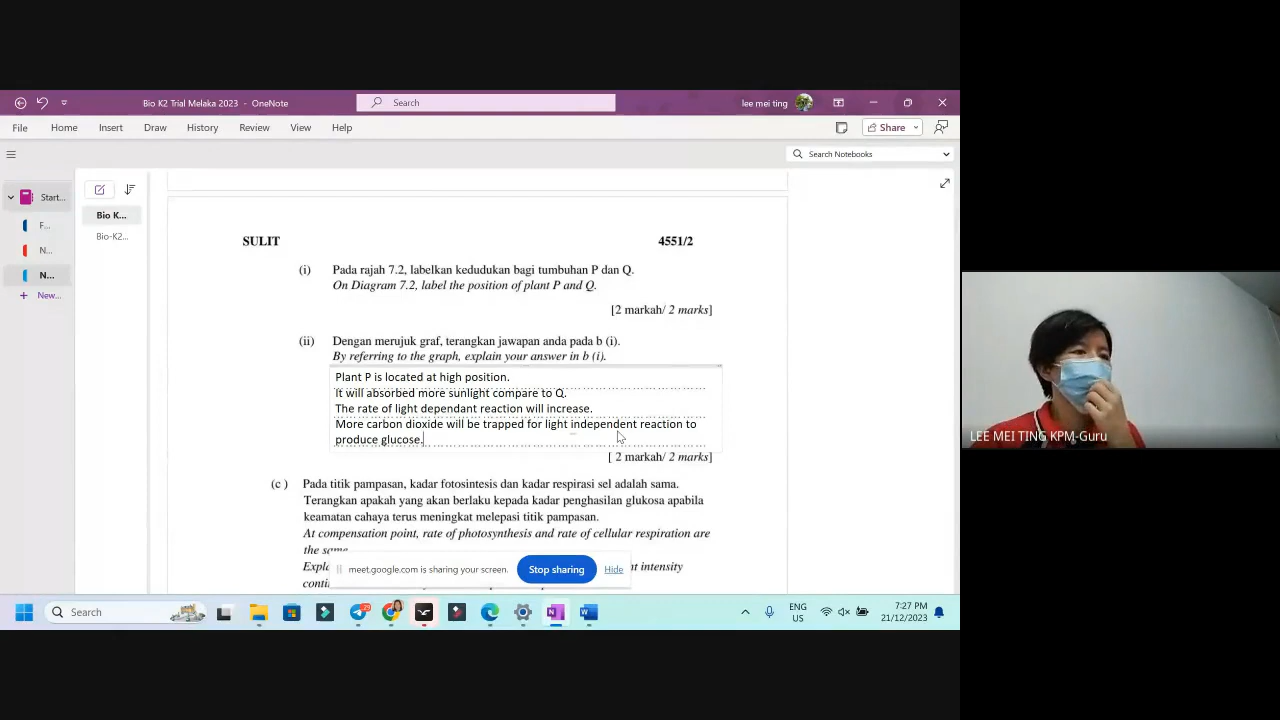 Bio K2 Trial Melaka 2023 - OneNote
Search
lee mei ting
File Home Insert Draw History Review View Help
Share
Search Notebooks
Start...
F...
N...
N...
+ New...
Bio K...
Bio-K2...
SULIT 4551/2
(i) Pada rajah 7.2, labelkan kedudukan bagi tumbuhan P dan Q.
On Diagram 7.2, label the position of plant P and Q.
[2 markah/ 2 marks]
(ii) Dengan merujuk graf, terangkan jawapan anda pada b (i).
By referring to the graph, explain your answer in b (i).
Plant P is located at high position.
It will absorbed more sunlight compare to Q.
The rate of light dependant reaction will increase.
More carbon dioxide will be trapped for light independent reaction to
produce glucose.
[ 2 markah/ 2 marks]
(c ) Pada titik pampasan, kadar fotosintesis dan kadar respirasi sel adalah sama.
Terangkan apakah yang akan berlaku kepada kadar penghasilan glukosa apabila
keamatan cahaya terus meningkat melepasi titik pampasan.
At compensation point, rate of photosynthesis and rate of cellular respiration are
the same
intensity
meet.google.com is sharing your screen. Stop sharing Hide
LEE MEI TING KPM-Guru
Search
ENG
US
7:27 PM
21/12/2023